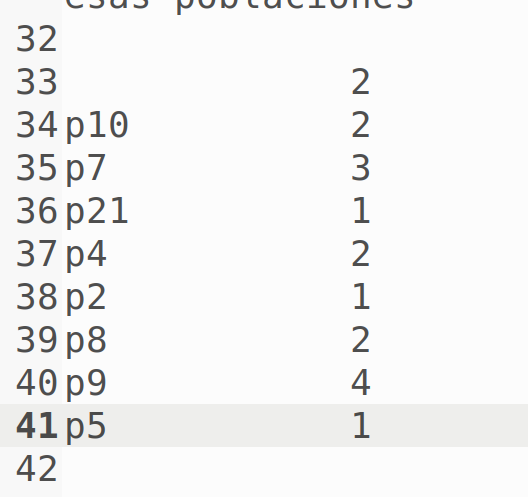 esas poblaciones
32
33 2
34 p10 2
35 p7 3
36 p21 1
37 p4 2
38 p2 1
39 p8 2
40 p9 4
41 p5 1
42